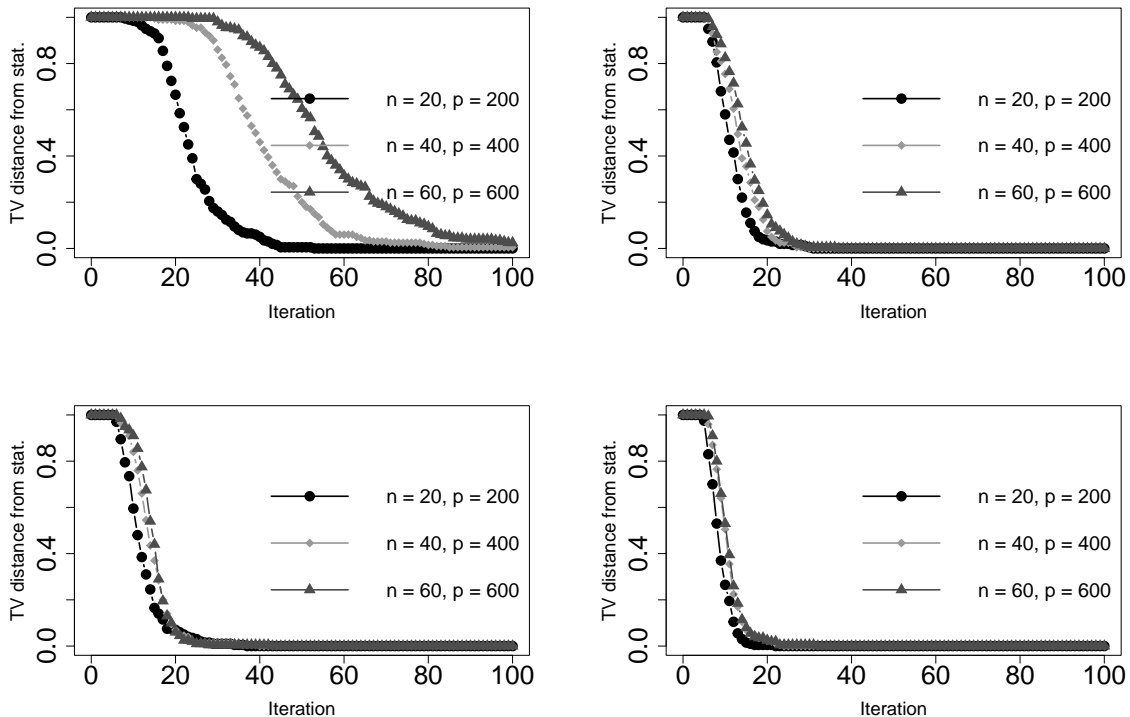 TV distance from stat.
0.0 0.4 0.8
n = 20, p = 200
n = 40, p = 400
n = 60, p = 600
0 20 40 60 80 100
Iteration
TV distance from stat.
0.0 0.4 0.8
n = 20, p = 200
n = 40, p = 400
n = 60, p = 600
0 20 40 60 80 100
Iteration
TV distance from stat.
0.0 0.4 0.8
n = 20, p = 200
n = 40, p = 400
n = 60, p = 600
0 20 40 60 80 100
Iteration
TV distance from stat.
0.0 0.4 0.8
n = 20, p = 200
n = 40, p = 400
n = 60, p = 600
0 20 40 60 80 100
Iteration